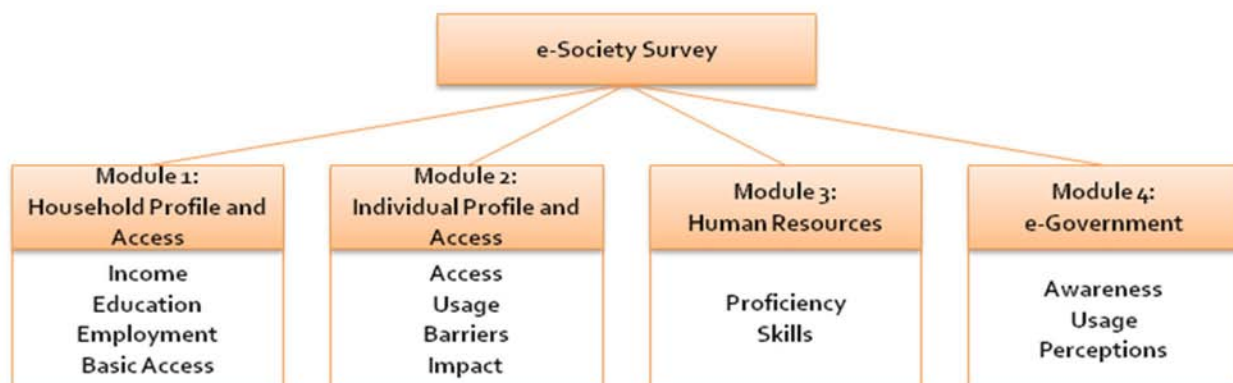 e-Society Survey
Module 1:
Household Profile and
Access
Income
Education
Employment
Basic Access
Module 2:
Individual Profile and
Access
Access
Usage
Barriers
Impact
Module 3:
Human Resources
Proficiency
Skills
Module 4:
e-Government
Awareness
Usage
Perceptions